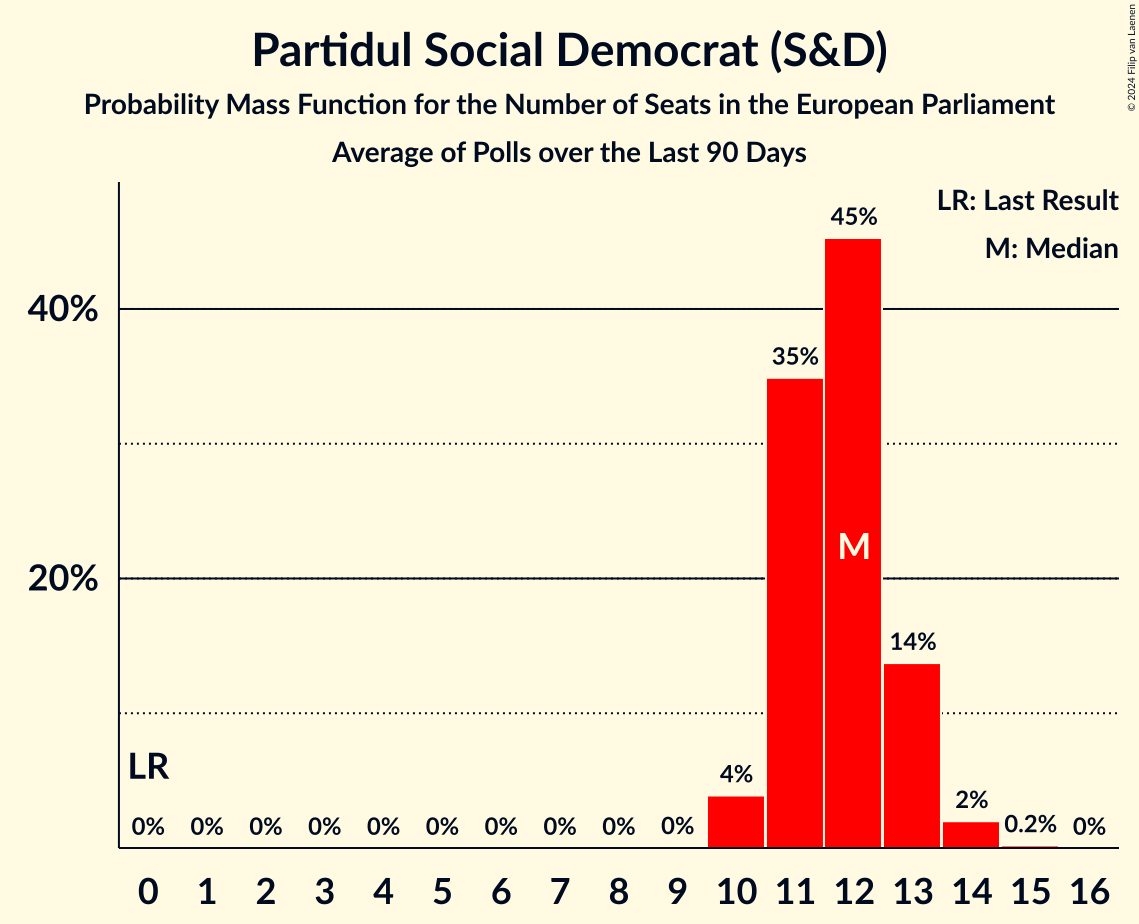 Partidul Social Democrat (S&D)
Probability Mass Function for the Number of Seats in the European Parliament
Average of Polls over the Last 90 Days
© 2024 Filip van Laenen
LR: Last Result
M: Median
45%
40%
35%
M
20%
14%
LR
4%
2%
0% 0% 0% 0% 0% 0% 0% 0% 0% 0% 0.2% 0%
0 1 2 3 4 5 6 7 8 9 10 11 12 13 14 15 16